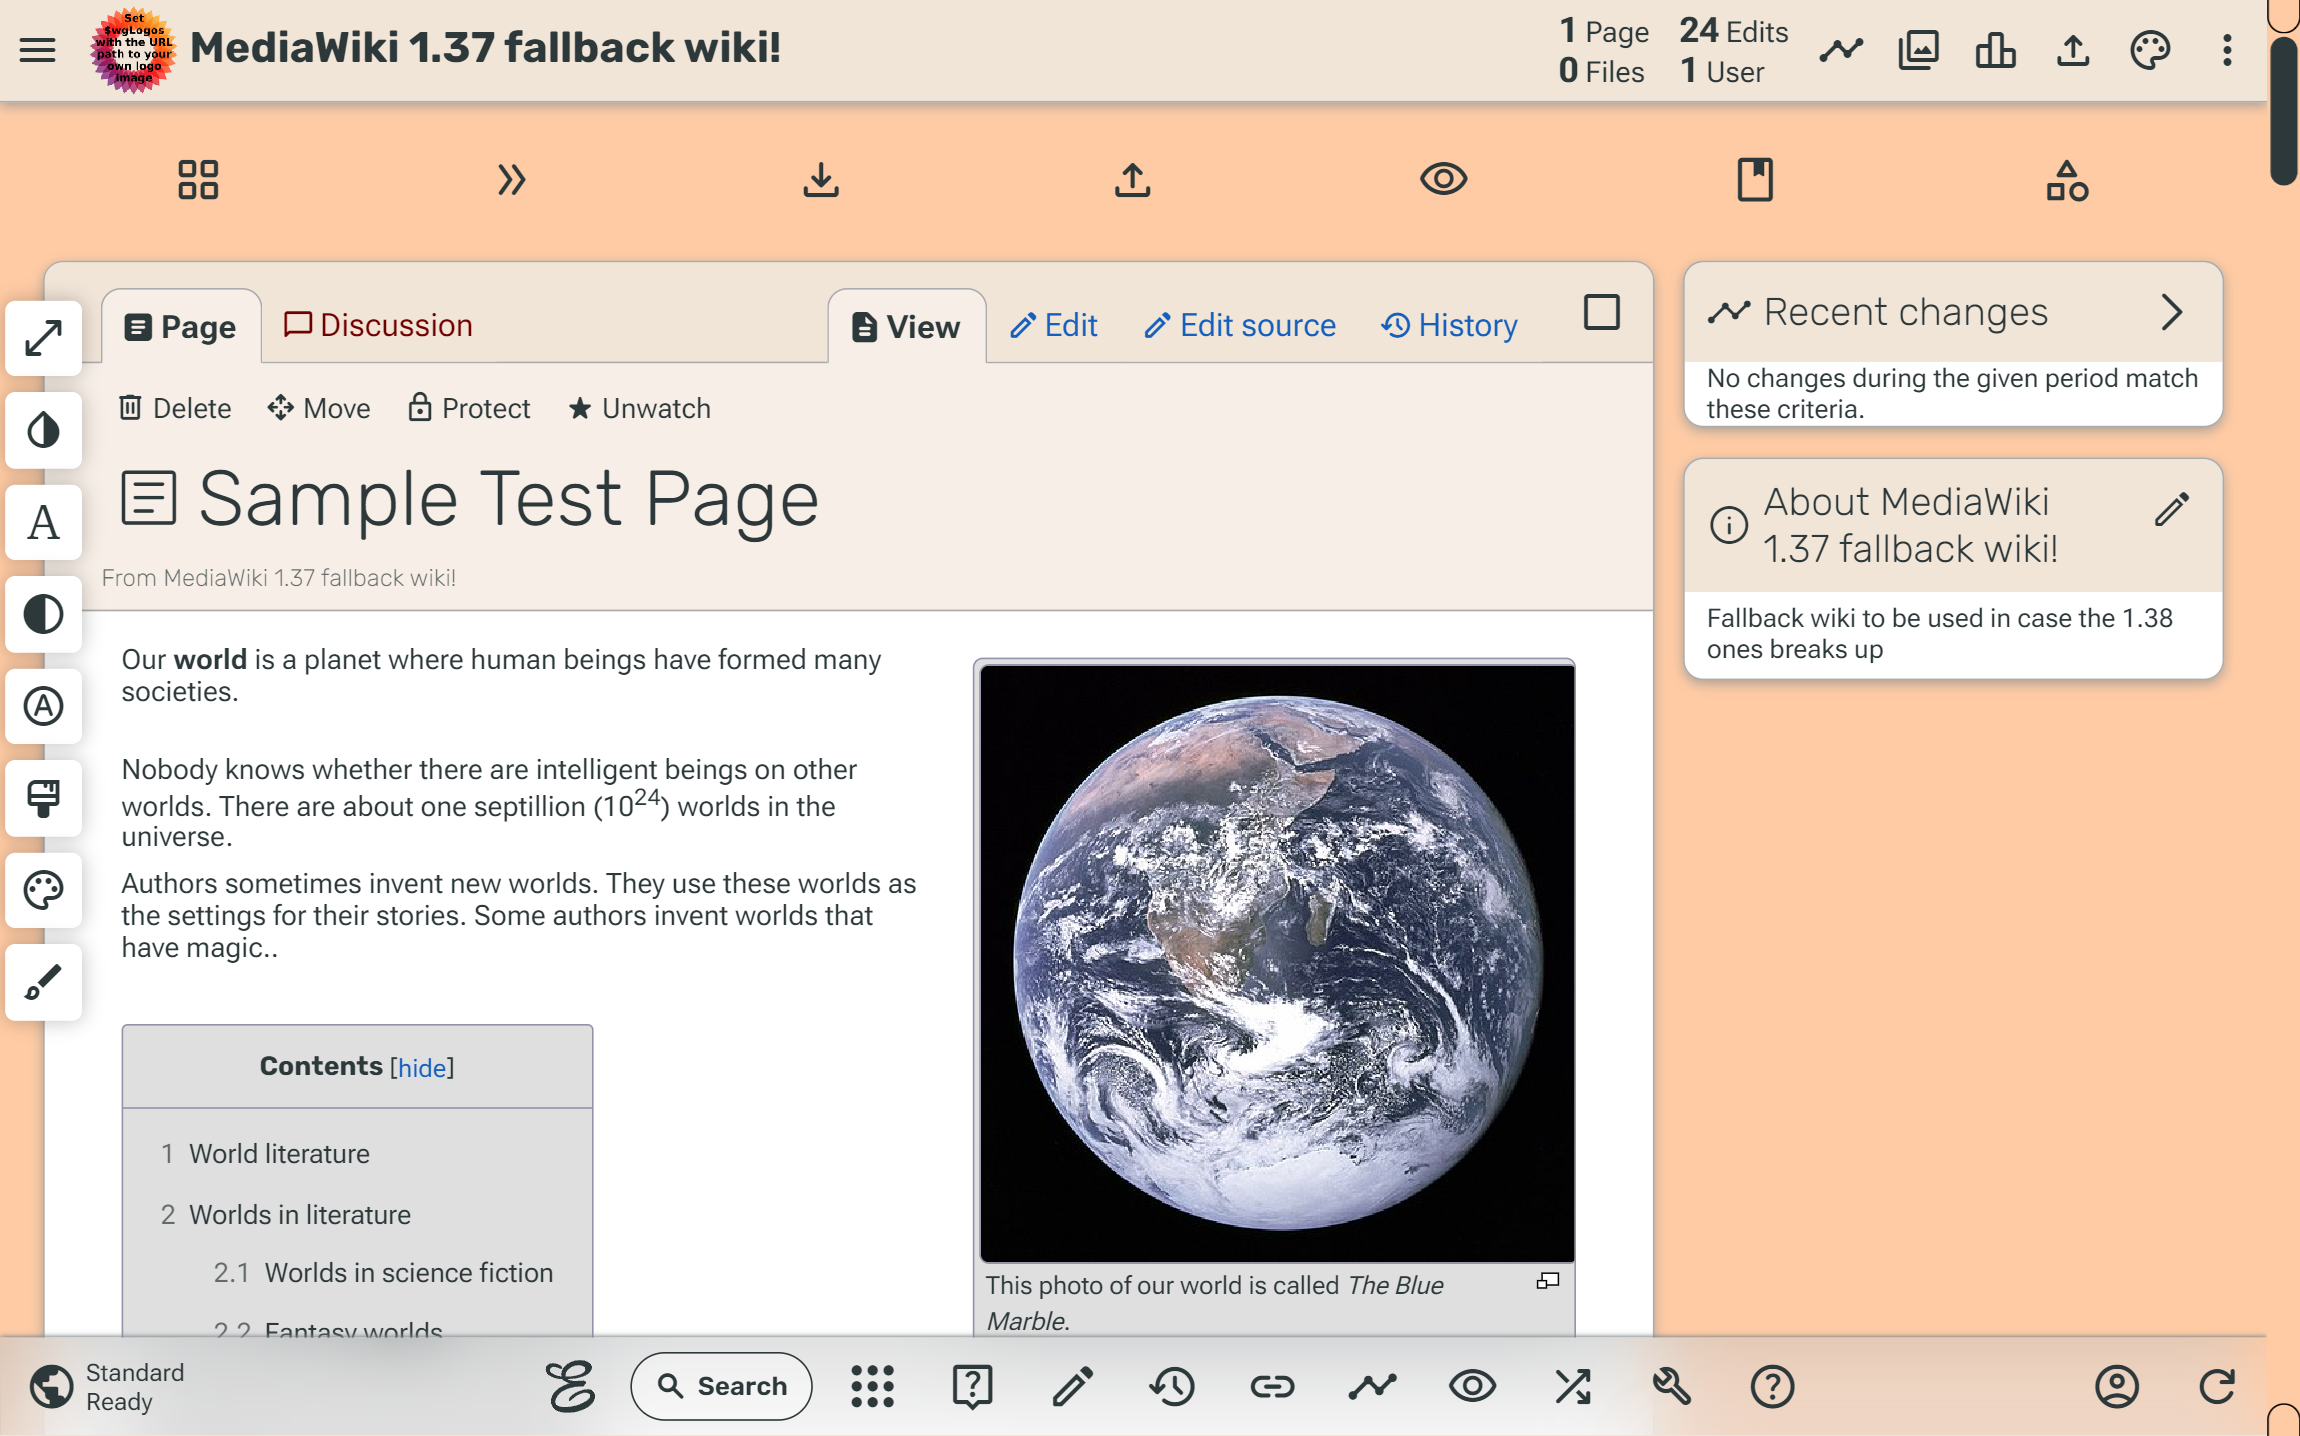 Set
$wgLogos
with the URL
path to your
own logo
image
MediaWiki 1.37 fallback wiki!
1 Page 24 Edits
0 Files 1 User
Page
Discussion
View
Edit
Edit source
History
Delete
Move
Protect
Unwatch
Sample Test Page
From MediaWiki 1.37 fallback wiki!
Our world is a planet where human beings have formed many
societies.
Nobody knows whether there are intelligent beings on other
worlds. There are about one septillion (10²⁴) worlds in the
universe.
Authors sometimes invent new worlds. They use these worlds as
the settings for their stories. Some authors invent worlds that
have magic..
Contents [hide]
1 World literature
2 Worlds in literature
2.1 Worlds in science fiction
2.2 Fantasy worlds
This photo of our world is called The Blue
Marble.
Recent changes
No changes during the given period match
these criteria.
About MediaWiki
1.37 fallback wiki!
Fallback wiki to be used in case the 1.38
ones breaks up
Standard
Ready
Search